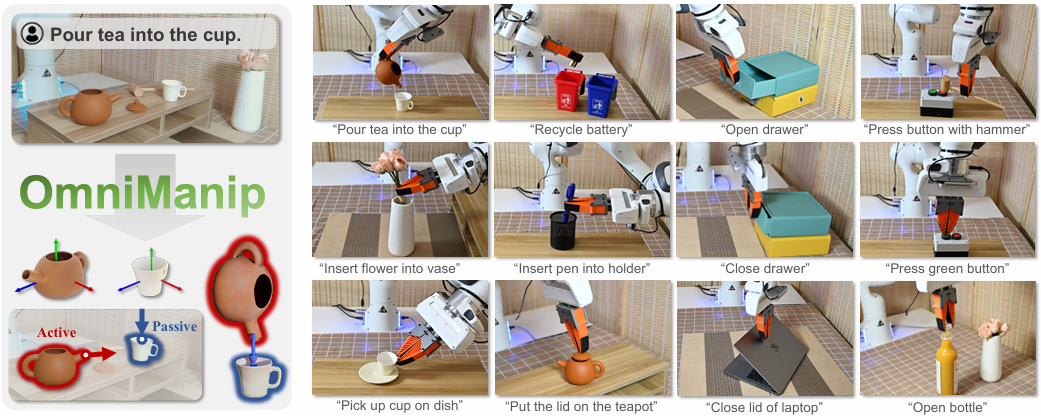 Pour tea into the cup.
OmniManip
Active
Passive
“Pour tea into the cup”
“Recycle battery”
“Open drawer”
“Press button with hammer”
“Insert flower into vase”
“Insert pen into holder”
“Close drawer”
“Press green button”
“Pick up cup on dish”
“Put the lid on the teapot”
“Close lid of laptop”
“Open bottle”